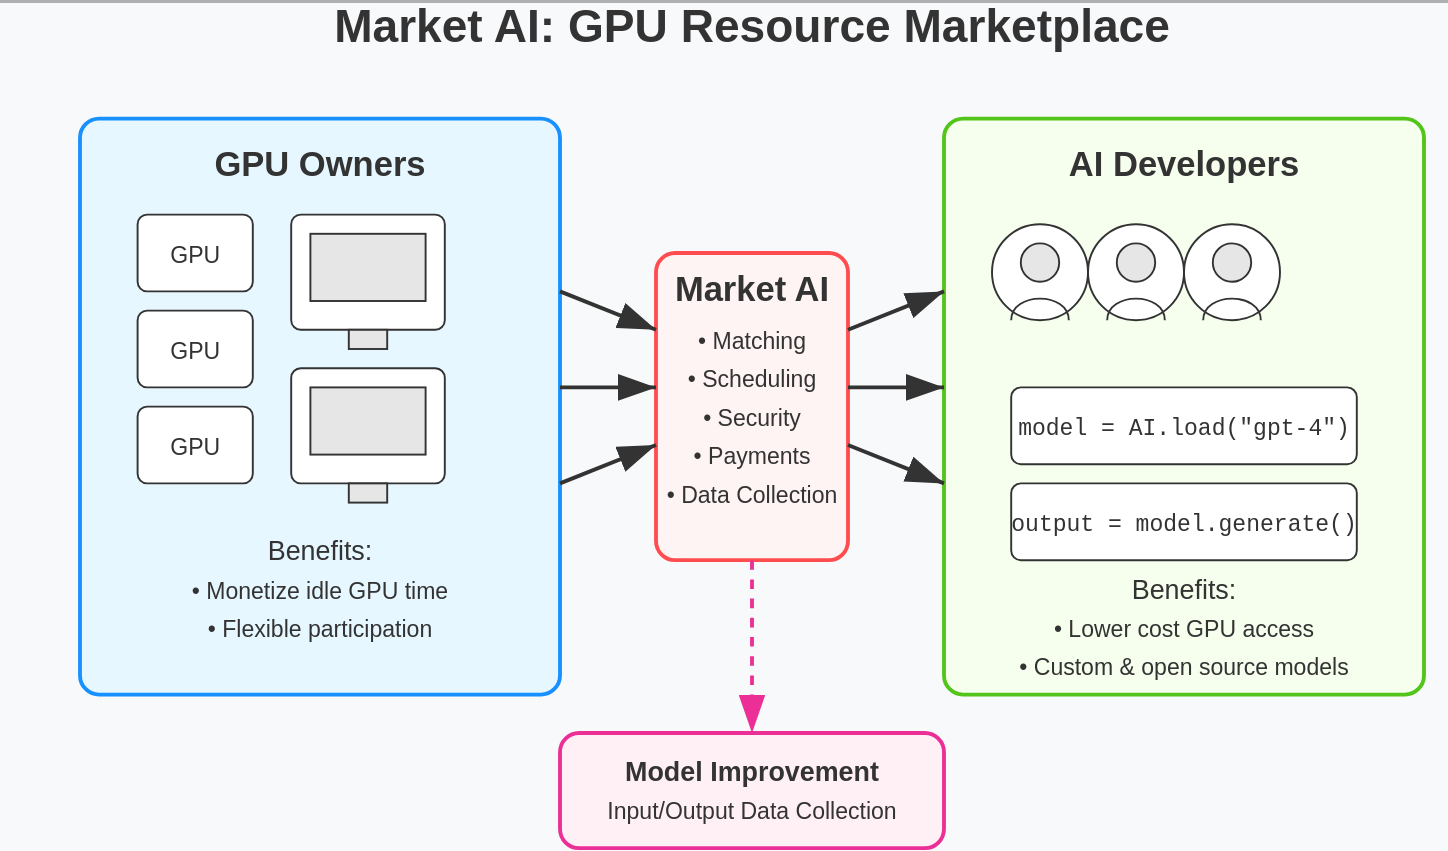 Market AI: GPU Resource Marketplace
GPU Owners
GPU
GPU
GPU
Benefits:
• Monetize idle GPU time
• Flexible participation
Market AI
• Matching
• Scheduling
• Security
• Payments
• Data Collection
AI Developers
model = AI.load("gpt-4")
output = model.generate()
Benefits:
• Lower cost GPU access
• Custom & open source models
Model Improvement
Input/Output Data Collection